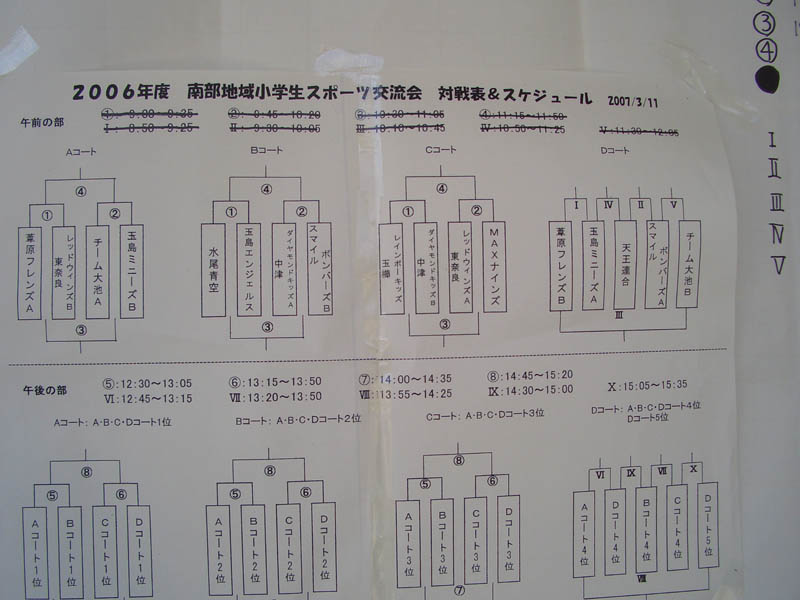 2006年度 南部地域小学生スポーツ交流会 対戦表&スケジュール 2007/3/11
午前の部
①: 9:00～9:35 ②: 9:45～10:20 ③:10:30～11:05 ④:11:15～11:50
Ⅰ: 8:50～9:25 Ⅱ: 9:30～10:05 Ⅲ:10:10～10:45 Ⅳ:10:50～11:25 Ⅴ:11:30～12:05
Aコート Bコート Cコート Dコート
④ ④ ④
① ② ① ② ① ② Ⅰ Ⅳ Ⅱ Ⅴ
葦原フレンズA
レッドウィンズB東奈良
チーム大池A
玉島ミニーズB
水尾青空
玉島エンジェルス
ダイヤモンドキッズA中津
スマイルボンバーズB
レインボーキッズ玉櫛
ダイヤモンドキッズB中津
レッドウィンズA東奈良
MAXナインズ
葦原フレンズB
玉島ミニーズA
天王連合
スマイルボンバーズA
チーム大池B
③ ③ ③ Ⅲ
午後の部
⑤:12:30～13:05 ⑥:13:15～13:50 ⑦:14:00～14:35 ⑧:14:45～15:20
Ⅵ:12:45～13:15 Ⅶ:13:20～13:50 Ⅷ:13:55～14:25 Ⅸ:14:30～15:00 Ⅹ:15:05～15:35
Aコート: A・B・C・Dコート1位
Bコート: A・B・C・Dコート2位
Cコート: A・B・C・Dコート3位
Dコート: A・B・C・Dコート4位
Dコート5位
⑧ ⑧ ⑧
⑤ ⑥ ⑤ ⑥ ⑤ ⑥ Ⅵ Ⅸ Ⅶ Ⅹ
Aコート1位
Bコート1位
Cコート1位
Dコート1位
Aコート2位
Bコート2位
Cコート2位
Dコート2位
Aコート3位
Bコート3位
Cコート3位
Dコート3位
Aコート4位
Dコート4位
Bコート4位
Cコート4位
Dコート5位
⑦ Ⅷ
③
④
Ⅰ
Ⅱ
Ⅲ
Ⅳ
Ⅴ